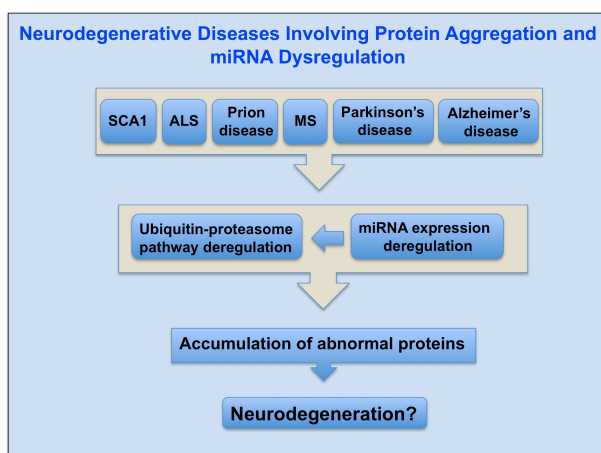 Neurodegenerative Diseases Involving Protein Aggregation and
miRNA Dysregulation
SCA1
ALS
Prion
disease
MS
Parkinson's
disease
Alzheimer's
disease
Ubiquitin-proteasome
pathway deregulation
miRNA expression
deregulation
Accumulation of abnormal proteins
Neurodegeneration?